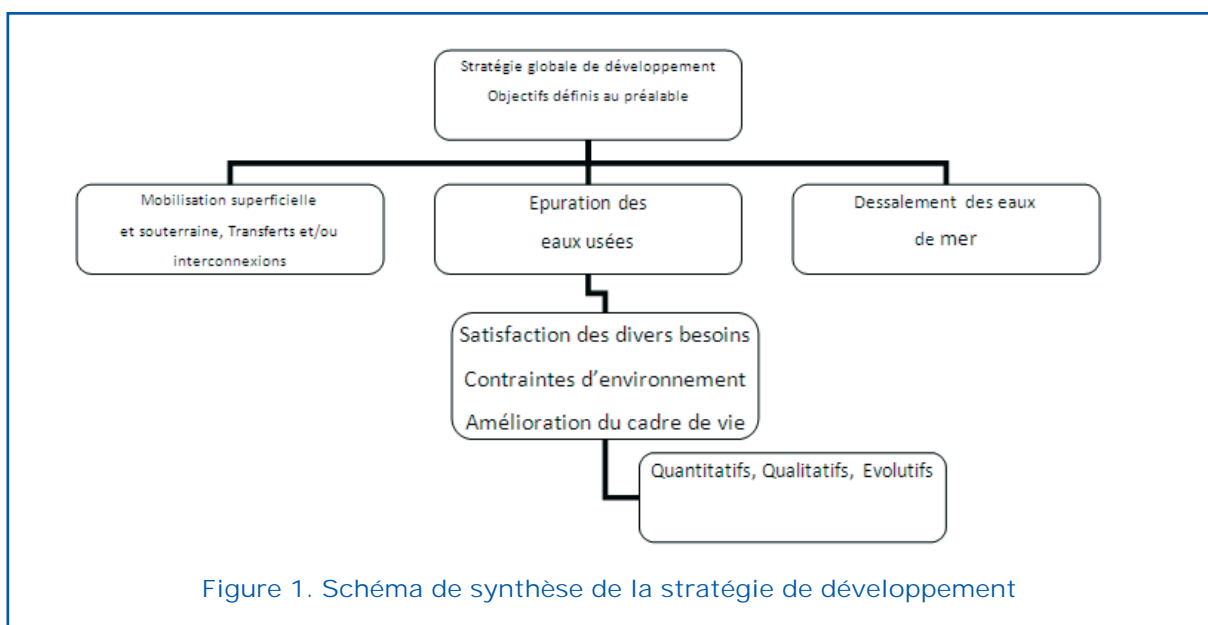 Stratégie globale de développement
Objectifs définis au préalable
Mobilisation superficielle
et souterraine, Transferts et/ou
interconnexions
Epuration des
eaux usées
Dessalement des eaux
de mer
Satisfaction des divers besoins
Contraintes d’environnement
Amélioration du cadre de vie
Quantitatifs, Qualitatifs, Evolutifs
Figure 1. Schéma de synthèse de la stratégie de développement